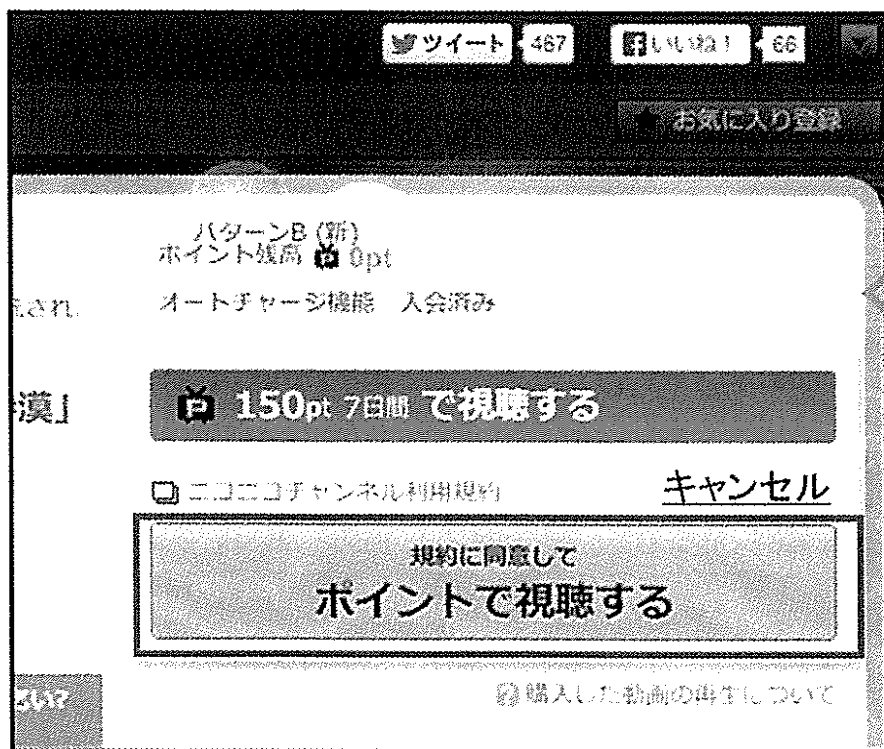 ツイート 467 いいね! 66
お気に入り登録
パターンB (新)
ポイント残高 P 0pt
オートチャージ機能 入会済み
され
漠」
P 150pt 7日間 で視聴する
ニコニコチャンネル利用規約 キャンセル
規約に同意して
ポイントで視聴する
購入した動画の再生について